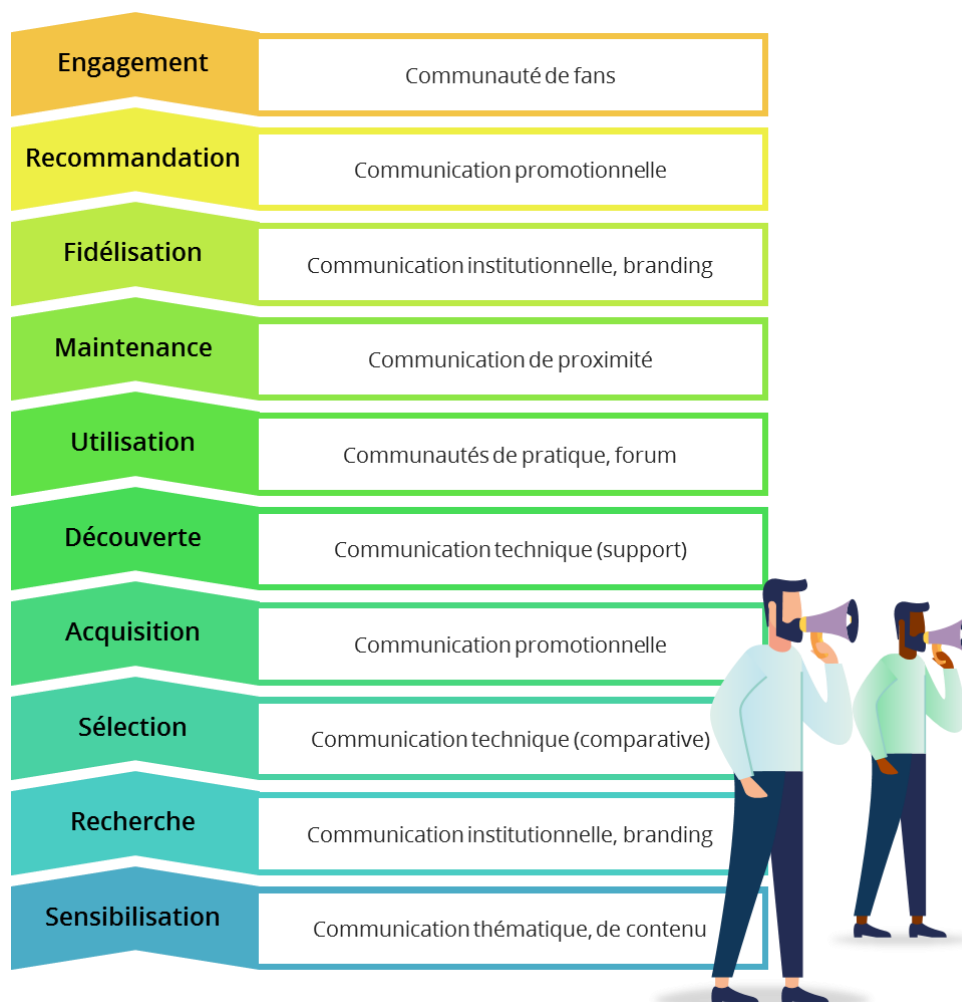 Engagement
Communauté de fans
Recommandation
Communication promotionnelle
Fidélisation
Communication institutionnelle, branding
Maintenance
Communication de proximité
Utilisation
Communautés de pratique, forum
Découverte
Communication technique (support)
Acquisition
Communication promotionnelle
Sélection
Communication technique (comparative)
Recherche
Communication institutionnelle, branding
Sensibilisation
Communication thématique, de contenu